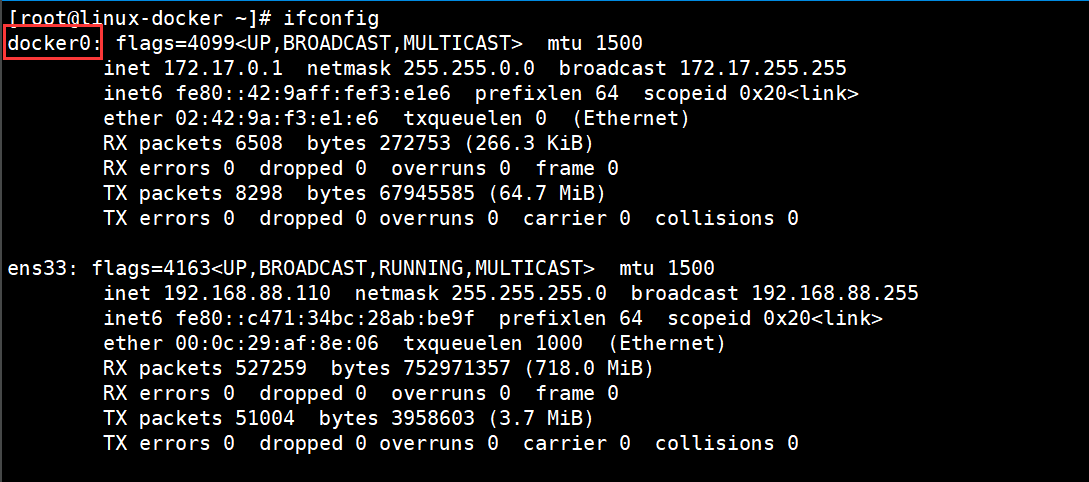 [root@linux-docker ~]# ifconfig
docker0: flags=4099<UP,BROADCAST,MULTICAST>  mtu 1500
        inet 172.17.0.1  netmask 255.255.0.0  broadcast 172.17.255.255
        inet6 fe80::42:9aff:fef3:e1e6  prefixlen 64  scopeid 0x20<link>
        ether 02:42:9a:f3:e1:e6  txqueuelen 0  (Ethernet)
        RX packets 6508  bytes 272753 (266.3 KiB)
        RX errors 0  dropped 0  overruns 0  frame 0
        TX packets 8298  bytes 67945585 (64.7 MiB)
        TX errors 0  dropped 0 overruns 0  carrier 0  collisions 0

ens33: flags=4163<UP,BROADCAST,RUNNING,MULTICAST>  mtu 1500
        inet 192.168.88.110  netmask 255.255.255.0  broadcast 192.168.88.255
        inet6 fe80::c471:34bc:28ab:be9f  prefixlen 64  scopeid 0x20<link>
        ether 00:0c:29:af:8e:06  txqueuelen 1000  (Ethernet)
        RX packets 527259  bytes 752971357 (718.0 MiB)
        RX errors 0  dropped 0  overruns 0  frame 0
        TX packets 51004  bytes 3958603 (3.7 MiB)
        TX errors 0  dropped 0 overruns 0  carrier 0  collisions 0